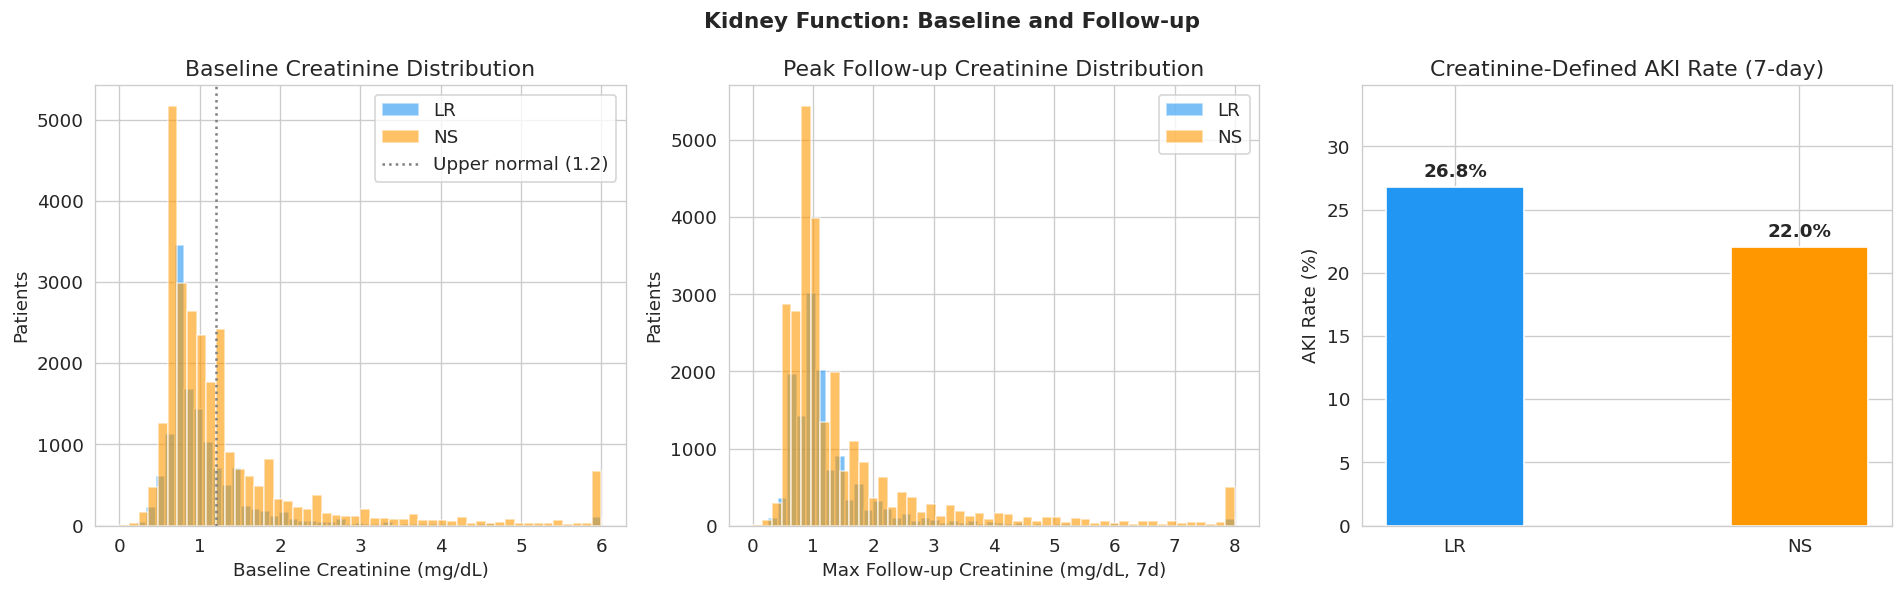 Kidney Function: Baseline and Follow-up
Baseline Creatinine Distribution
LR
NS
Upper normal (1.2)
5000
4000
3000
2000
1000
0
Patients
0 1 2 3 4 5 6
Baseline Creatinine (mg/dL)
Peak Follow-up Creatinine Distribution
LR
NS
5000
4000
3000
2000
1000
0
Patients
0 1 2 3 4 5 6 7 8
Max Follow-up Creatinine (mg/dL, 7d)
Creatinine-Defined AKI Rate (7-day)
30
25
20
15
10
5
0
AKI Rate (%)
26.8%
22.0%
LR NS